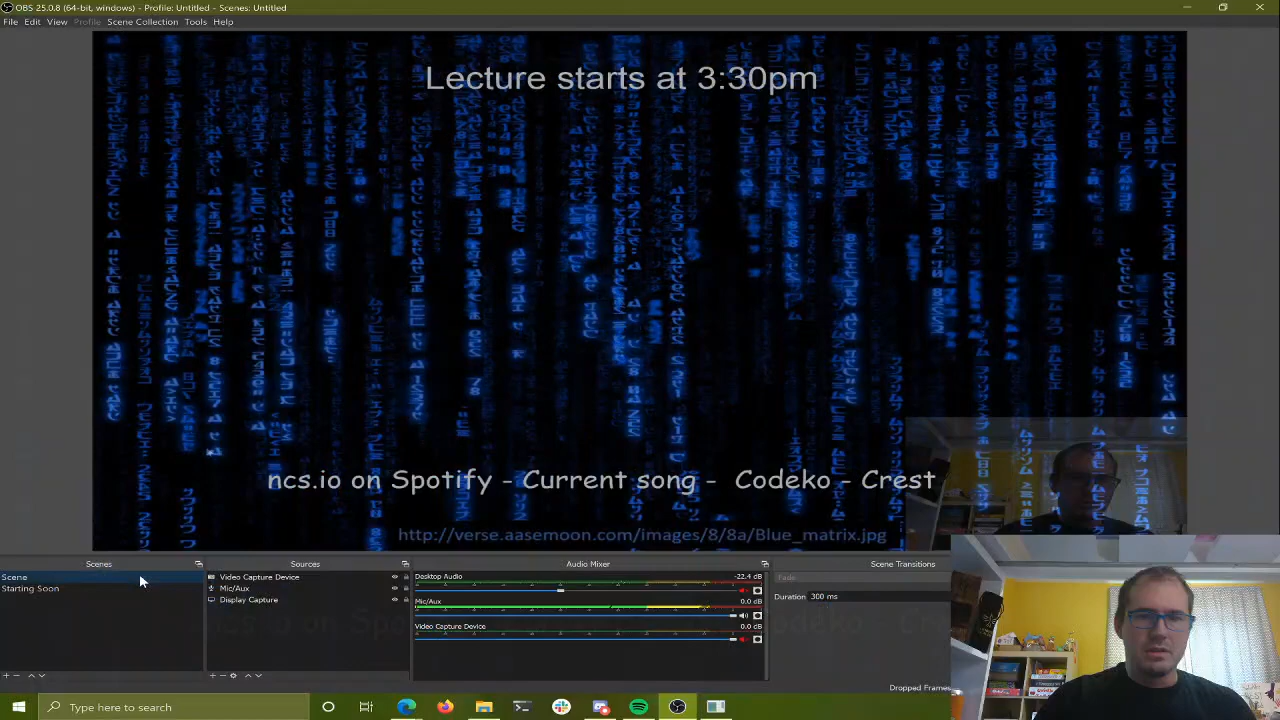 OBS 25.0.8 (64-bit, windows) - Profile: Untitled - Scenes: Untitled
File Edit View Profile Scene Collection Tools Help
Lecture starts at 3:30pm
ncs.io on Spotify - Current song - Codeko - Crest
http://verse.aasemoon.com/images/8/8a/Blue_matrix.jpg
Scenes Sources Audio Mixer Scene Transitions
Scene
Starting Soon
Video Capture Device
Mic/Aux
Display Capture
Desktop Audio -22.4 dB
Mic/Aux 0.0 dB
Video Capture Device 0.0 dB
Fade
Duration 300 ms
Dropped Frames
Type here to search